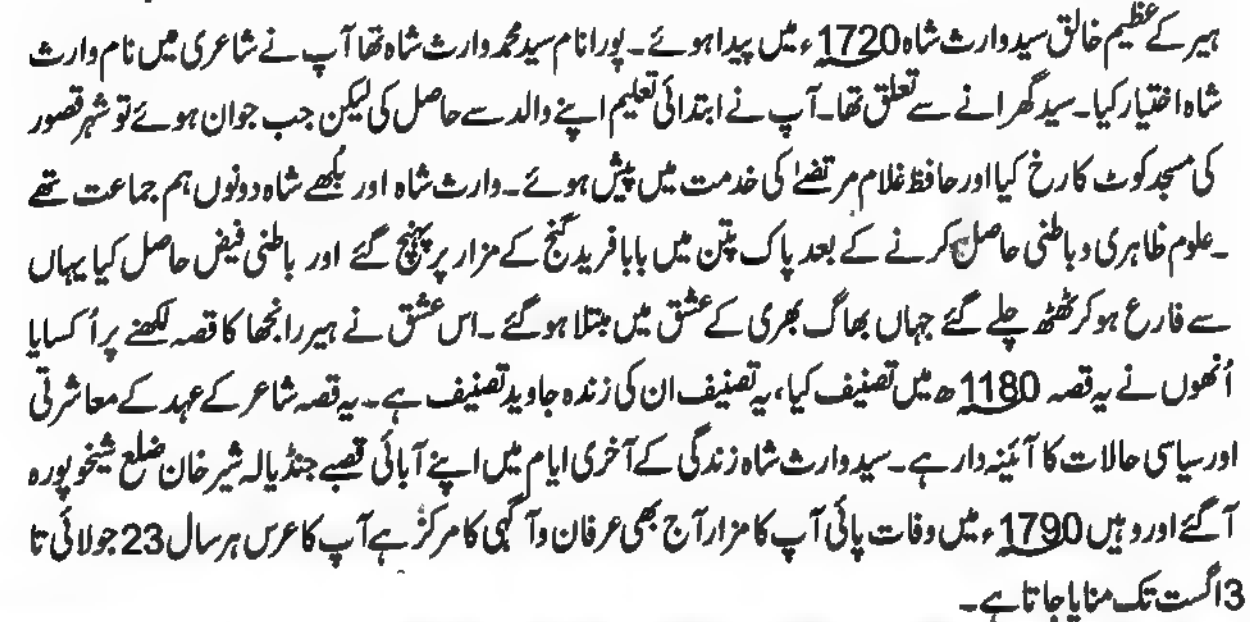 ہیر کے عظیم خالق سید وارث شاہ 1720ء میں پیدا ہوئے۔ پورا نام سید محمد وارث شاہ تھا آپ نے شاعری میں نام وارث
شاہ اختیار کیا۔ سید گھرانے سے تعلق تھا۔ آپ نے ابتدائی تعلیم اپنے والد سے حاصل کی لیکن جب جوان ہوئے تو شہر قصور
کی مسجد کوٹ کا رخ کیا اور حافظ غلام مرتضےٰ کی خدمت میں پیش ہوئے۔ وارث شاہ اور بُلھے شاہ دونوں ہم جماعت تھے
۔علوم ظاہری و باطنی حاصل کرنے کے بعد پاک پتن میں بابا فرید گنج کے مزار پر پہنچ گئے اور باطنی فیض حاصل کیا یہاں
سے فارغ ہو کر ٹھٹھہ چلے گئے جہاں بھاگ بھری کے عشق میں مبتلا ہوگئے ۔اس عشق نے ہیر رانجھا کا قصہ لکھنے پر اُکسایا
اُنھوں نے یہ قصہ 1180ھ میں تصنیف کیا، یہ تصنیف ان کی زندہ جاوید تصنیف ہے۔ یہ قصہ شاعر کے عہد کے معاشرتی
اور سیاسی حالات کا آئینہ دار ہے۔ سید وارث شاہ زندگی کے آخری ایام میں اپنے آبائی قصبے جنڈیالہ شیر خان ضلع شیخوپورہ
آگئے اور وہیں 1790ء میں وفات پائی آپ کا مزار آج بھی عرفان و آگہی کا مرکز ہے آپ کا عرس ہر سال 23 جولائی تا
3 اگست تک منایا جاتا ہے۔